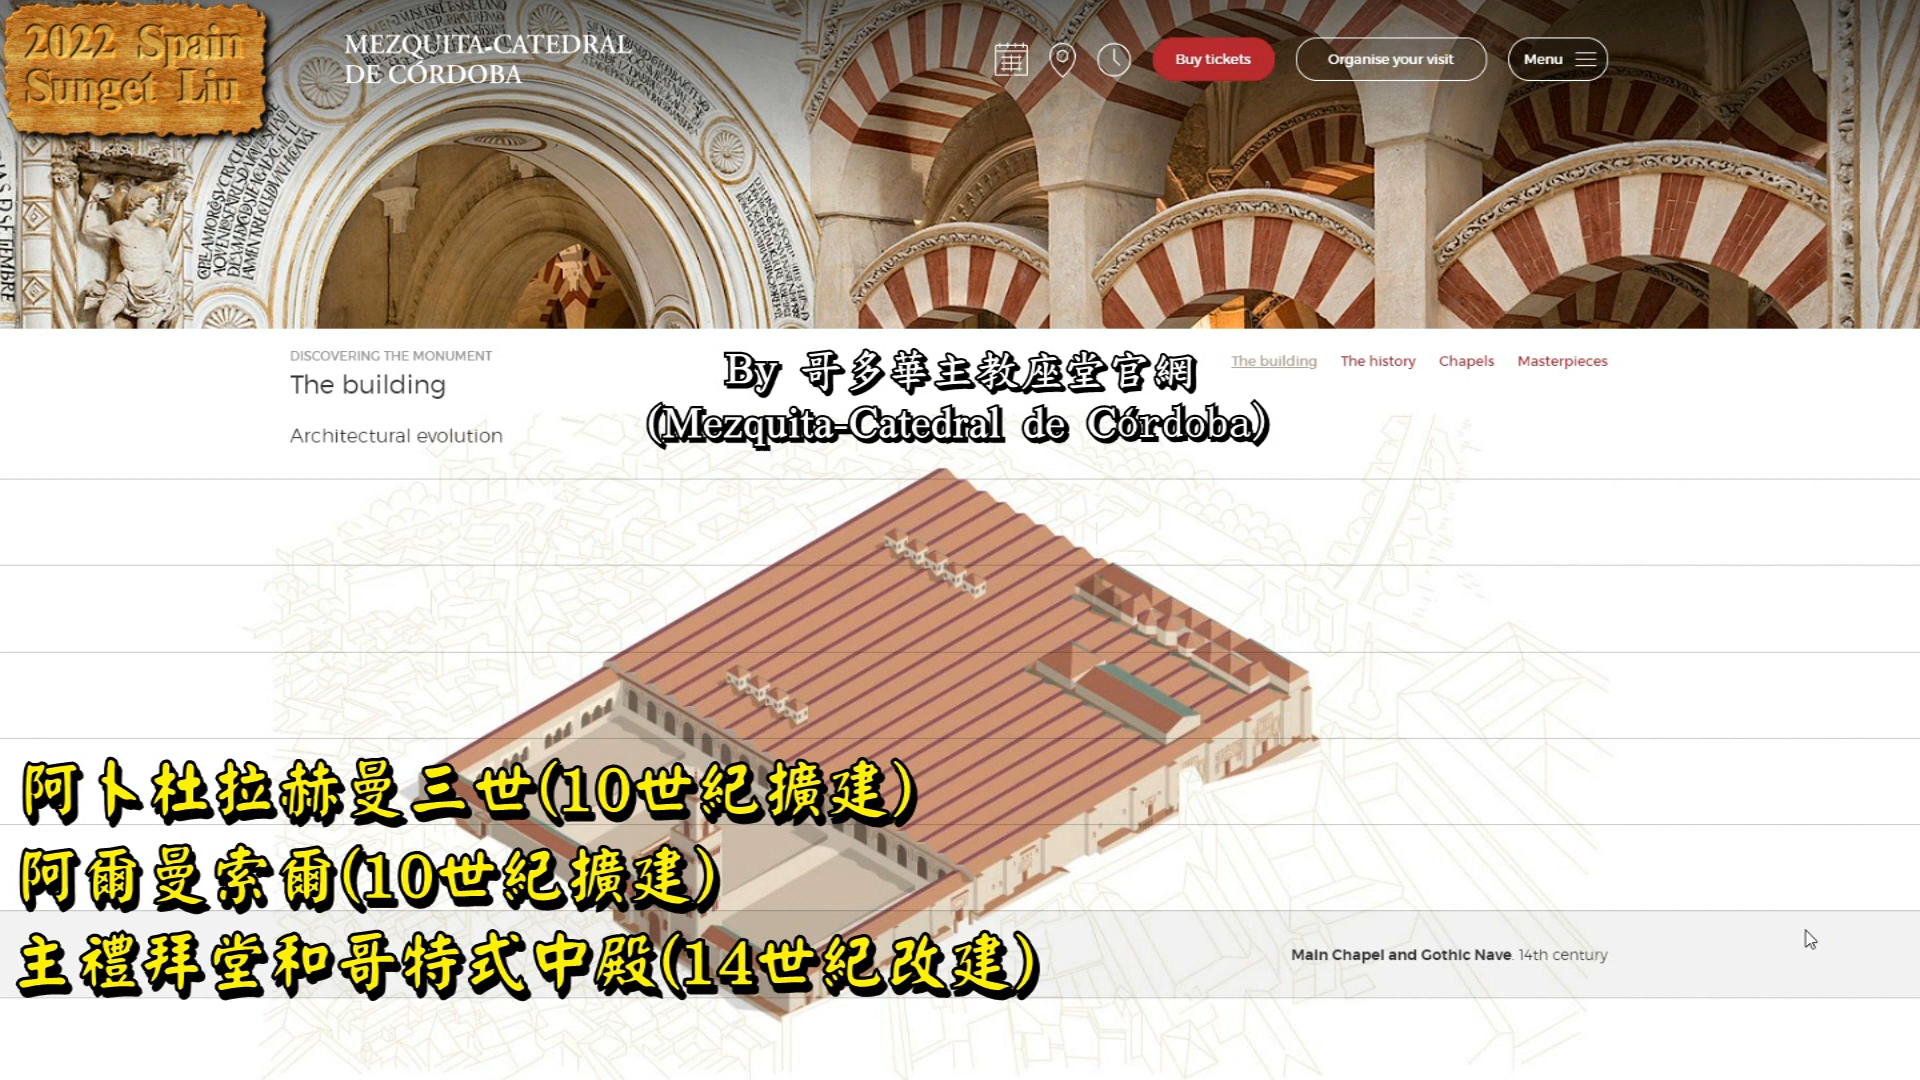 2022 Spain
Sunget Liu
MEZQUITA-CATEDRAL
DE CÓRDOBA
Buy tickets
Organise your visit
Menu
DISCOVERING THE MONUMENT
The building
By 哥多華主教座堂官網
(Mezquita-Catedral de Córdoba)
The building The history Chapels Masterpieces
Architectural evolution
阿卜杜拉赫曼三世(10世紀擴建)
阿爾曼索爾(10世紀擴建)
主禮拜堂和哥特式中殿(14世紀改建)
Main Chapel and Gothic Nave. 14th century